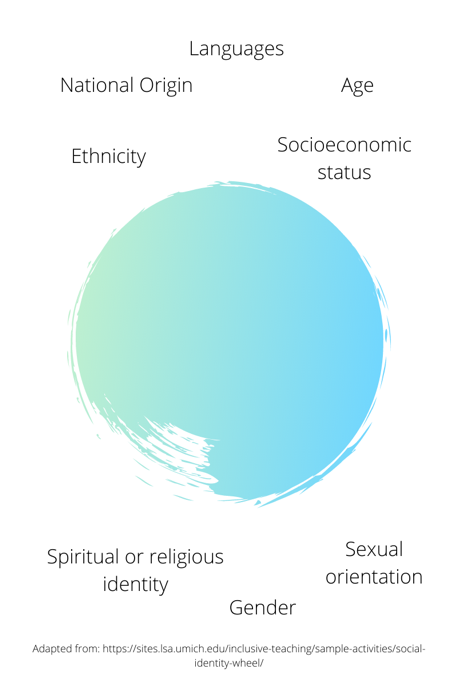 Languages
National Origin
Age
Ethnicity
Socioeconomic
status
Spiritual or religious
identity
Sexual
orientation
Gender
Adapted from: https://sites.lsa.umich.edu/inclusive-teaching/sample-activities/social-
identity-wheel/